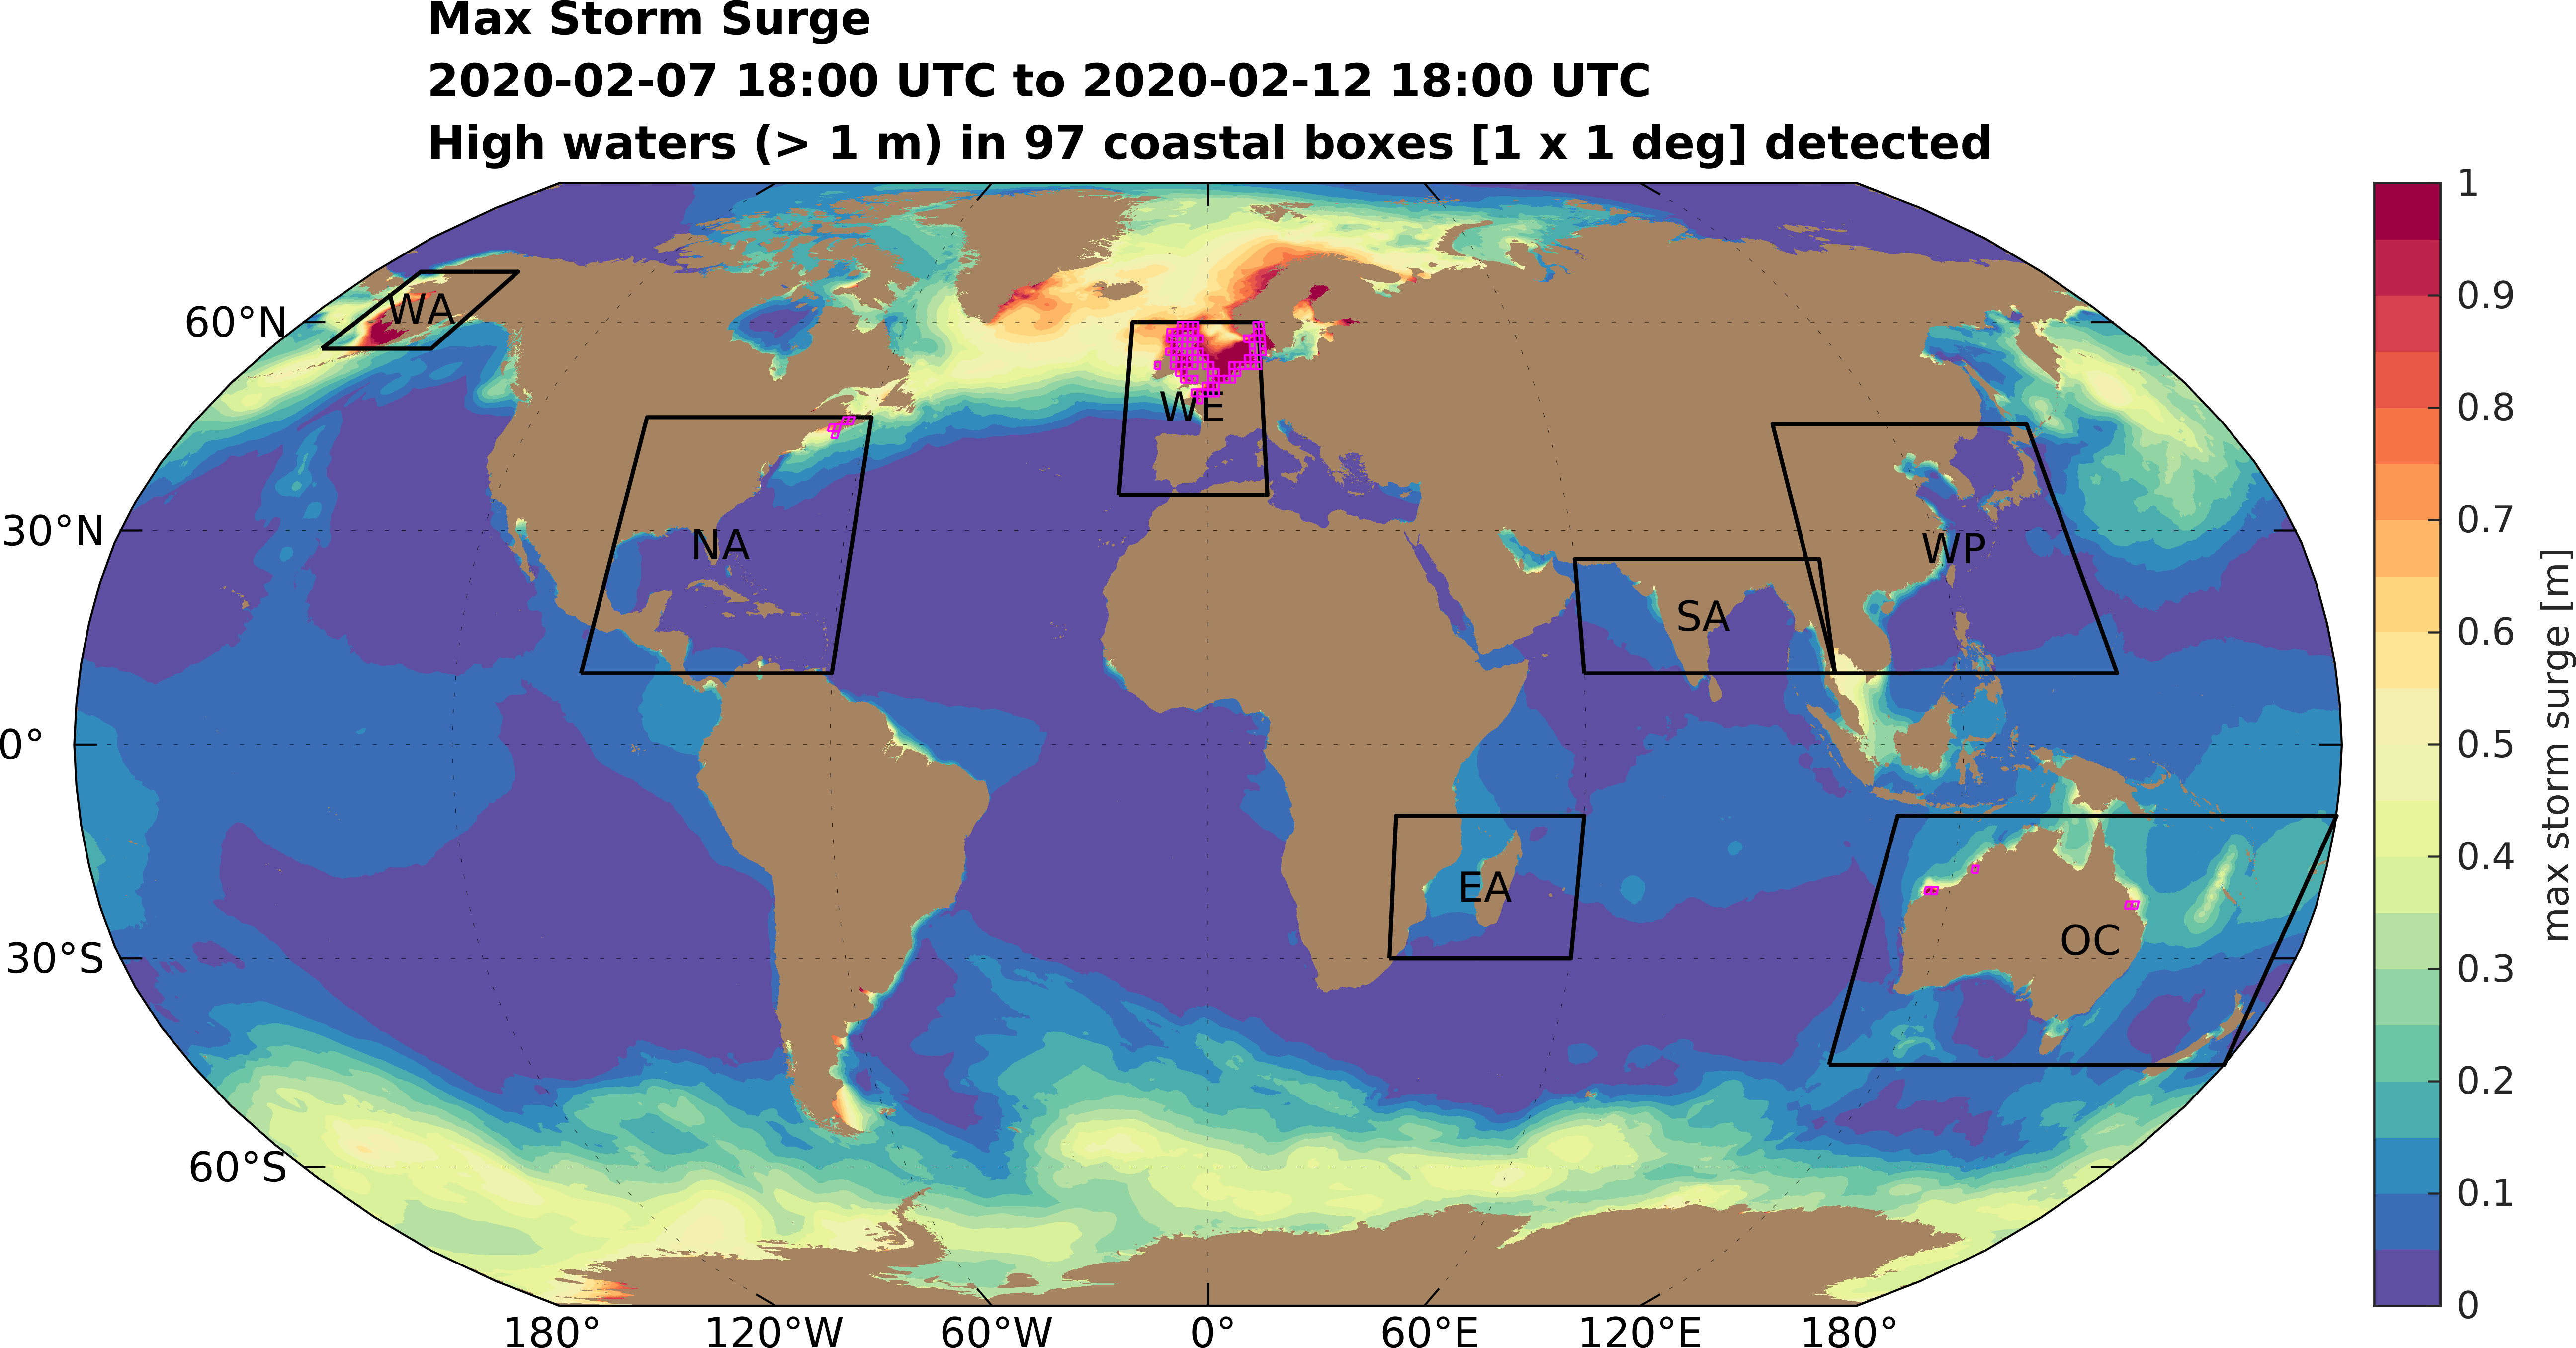 Max Storm Surge
2020-02-07 18:00 UTC to 2020-02-12 18:00 UTC
High waters (> 1 m) in 97 coastal boxes [1 x 1 deg] detected
1
0.9
0.8
0.7
0.6
0.5
0.4
0.3
0.2
0.1
0
max storm surge [m]
60°N
30°N
0°
30°S
60°S
WA
WE
NA
WP
SA
EA
OC
180°
120°W
60°W
0°
60°E
120°E
180°